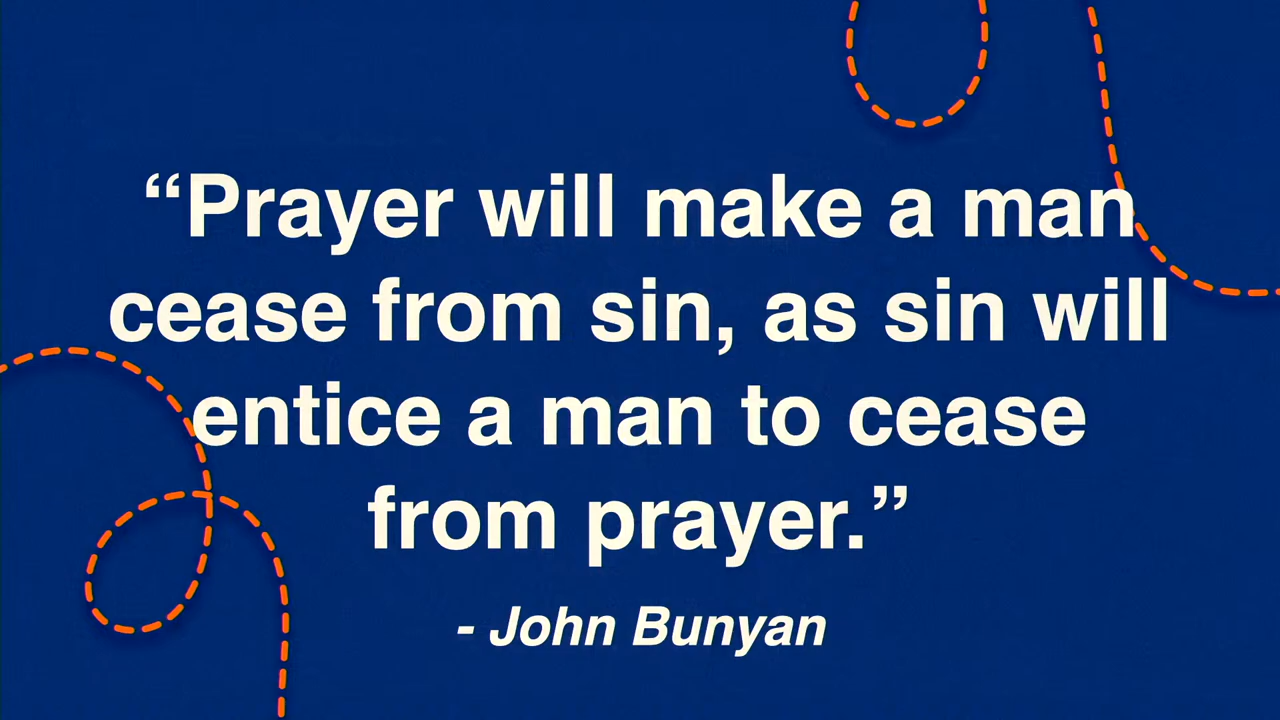 “Prayer will make a man
cease from sin, as sin will
entice a man to cease
from prayer.”
- John Bunyan